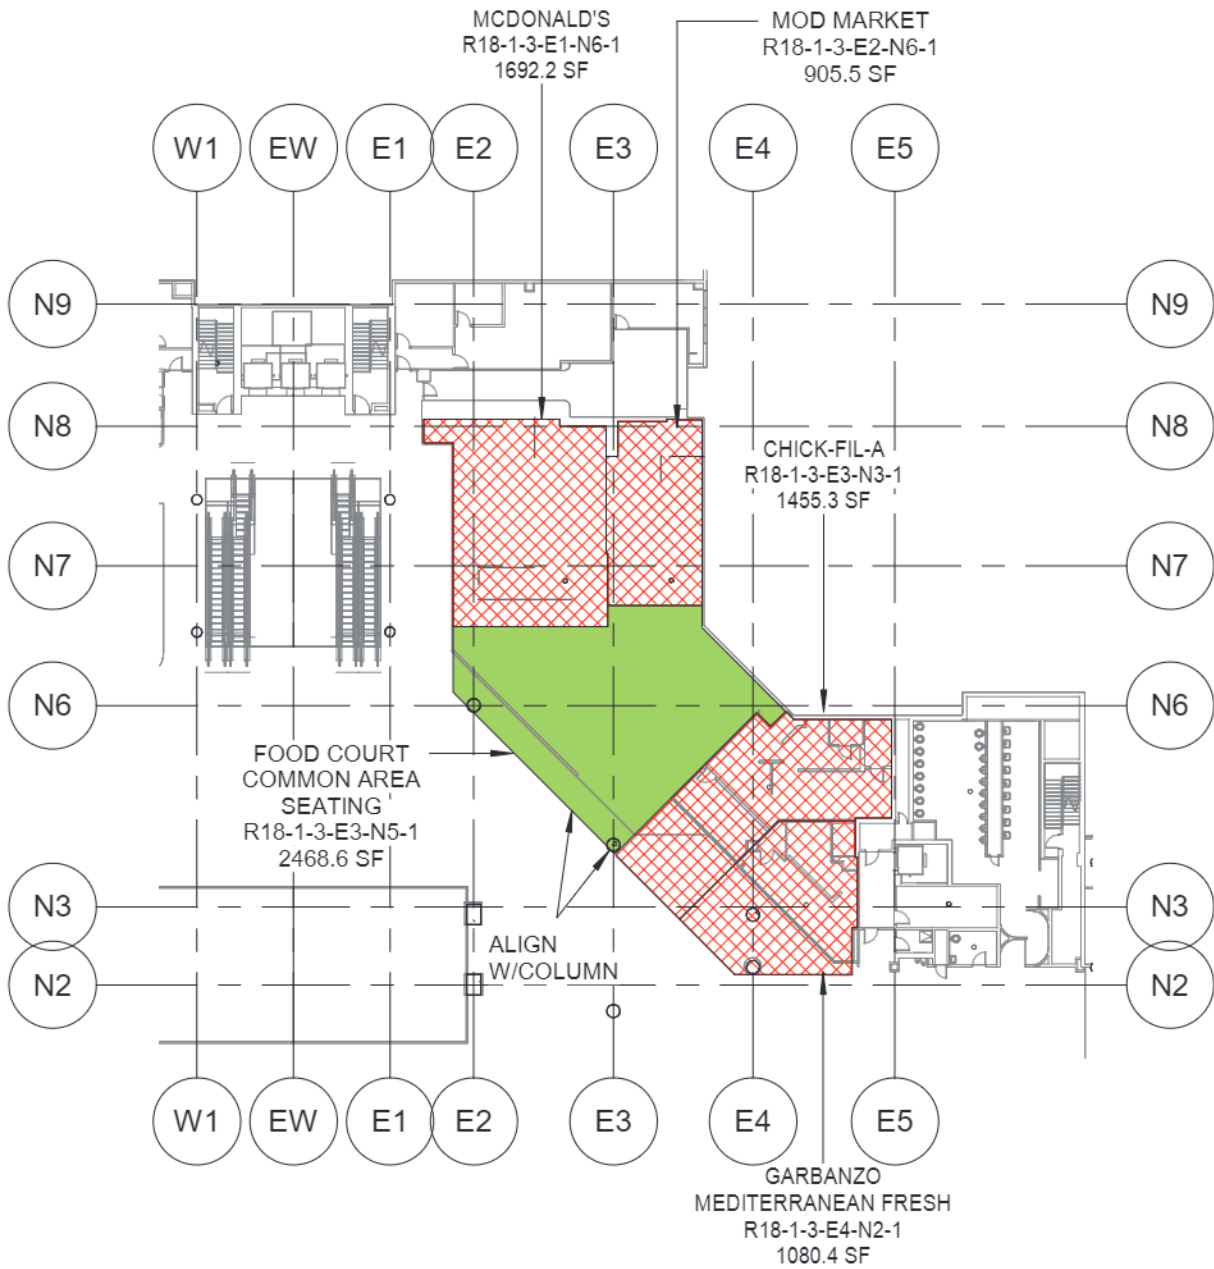 MCDONALD'S
R18-1-3-E1-N6-1
1692.2 SF
MOD MARKET
R18-1-3-E2-N6-1
905.5 SF
W1
EW
E1
E2
E3
E4
E5
N9
N9
N8
N8
CHICK-FIL-A
R18-1-3-E3-N3-1
1455.3 SF
N7
N7
N6
N6
FOOD COURT
COMMON AREA
SEATING
R18-1-3-E3-N5-1
2468.6 SF
N3
N3
ALIGN
W/COLUMN
N2
N2
W1
EW
E1
E2
E3
E4
E5
GARBANZO
MEDITERRANEAN FRESH
R18-1-3-E4-N2-1
1080.4 SF